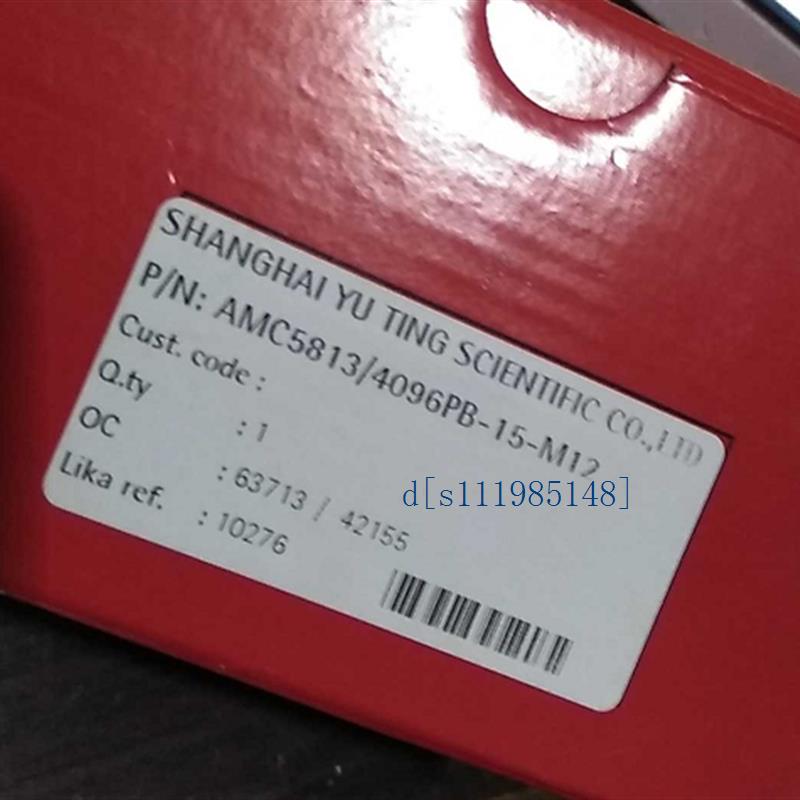 SHANGHAI YU TING SCIENTIFIC CO.,LTD
P/N: AMC5813/4096PB-15-M12
Cust. code :
Q.ty : 1
OC : 63713 / 42155
Lika ref. : 10276
d[s111985148]